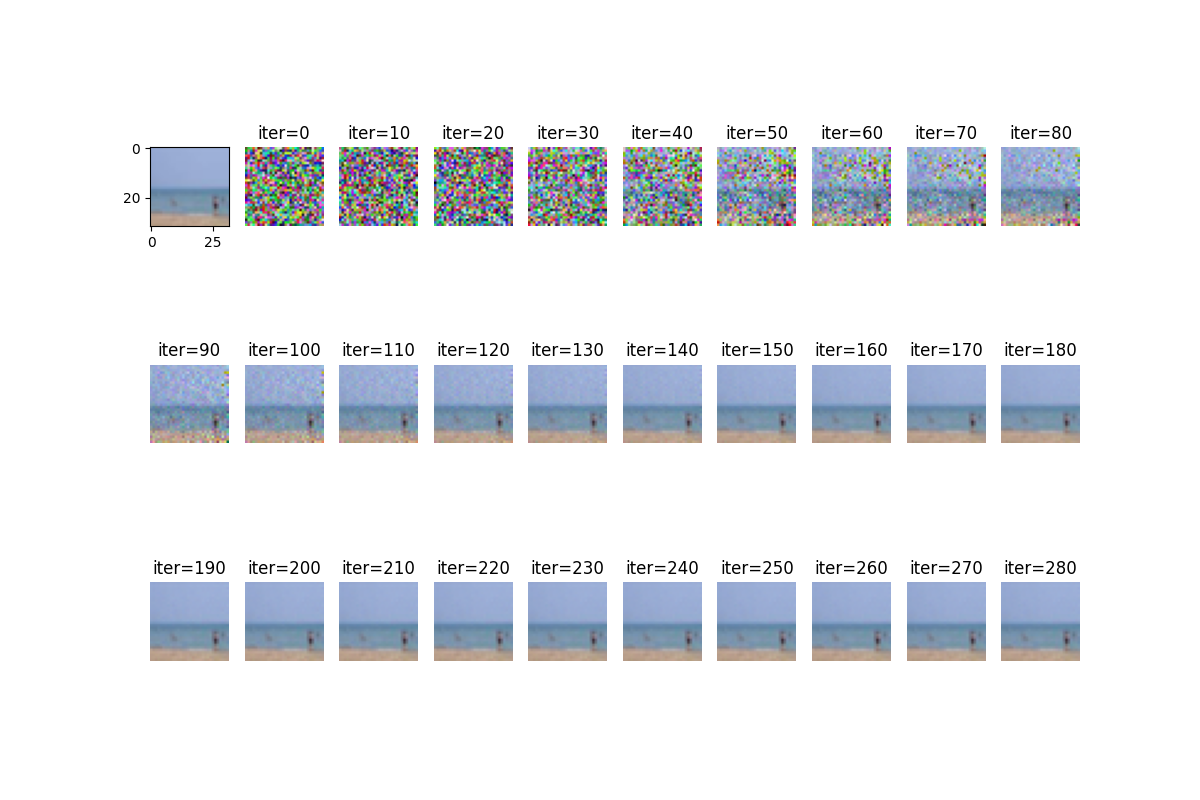 iter=0 iter=10 iter=20 iter=30 iter=40 iter=50 iter=60 iter=70 iter=80
0
20
0 25
iter=90 iter=100 iter=110 iter=120 iter=130 iter=140 iter=150 iter=160 iter=170 iter=180
iter=190 iter=200 iter=210 iter=220 iter=230 iter=240 iter=250 iter=260 iter=270 iter=280